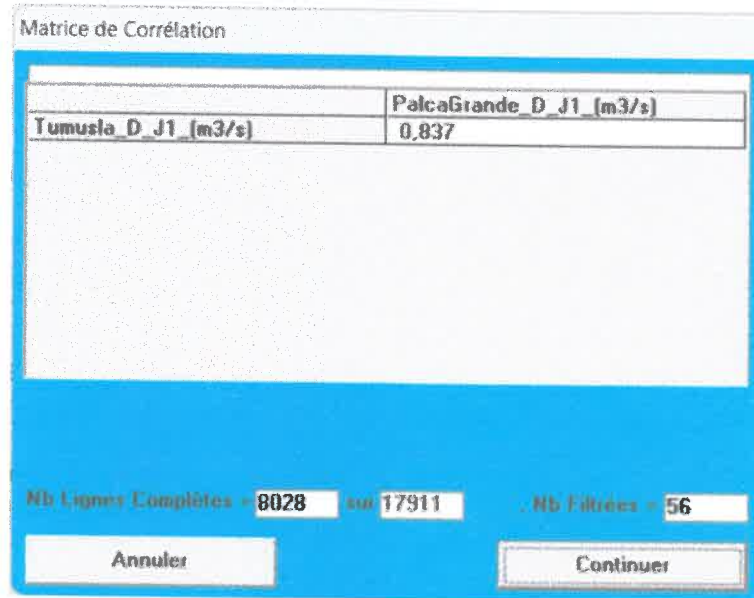 Matrice de Corrélation
PalcaGrande_D_J1_(m3/s)
Tumusla_D_J1_(m3/s) 0,837
Nb Lignes Complètes = 8028 sur 17911 . Nb Filtrées = 56
Annuler Continuer